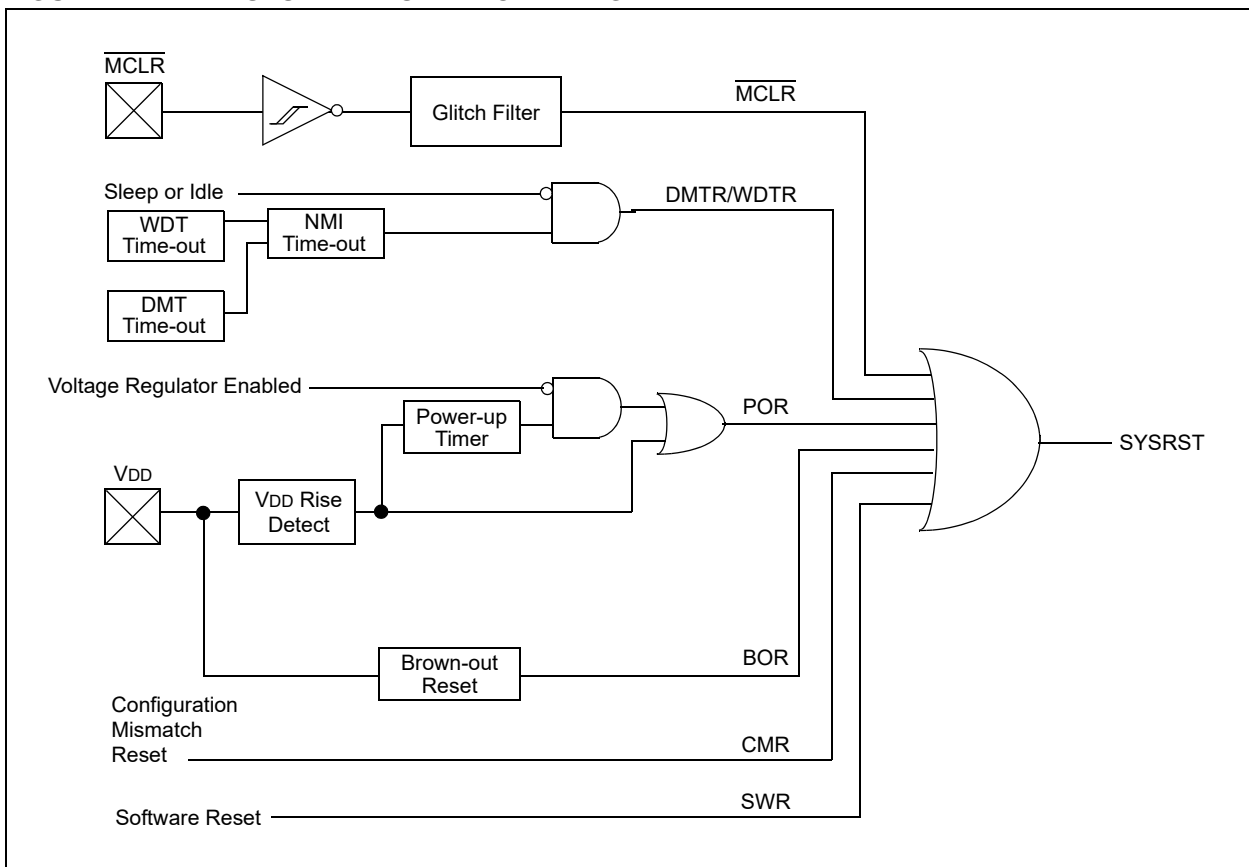 MCLR
Glitch Filter
MCLR
Sleep or Idle
DMTR/WDTR
WDT
Time-out
NMI
Time-out
DMT
Time-out
Voltage Regulator Enabled
Power-up
Timer
POR
SYSRST
VDD
VDD Rise
Detect
Brown-out
Reset
BOR
Configuration
Mismatch
Reset
CMR
SWR
Software Reset